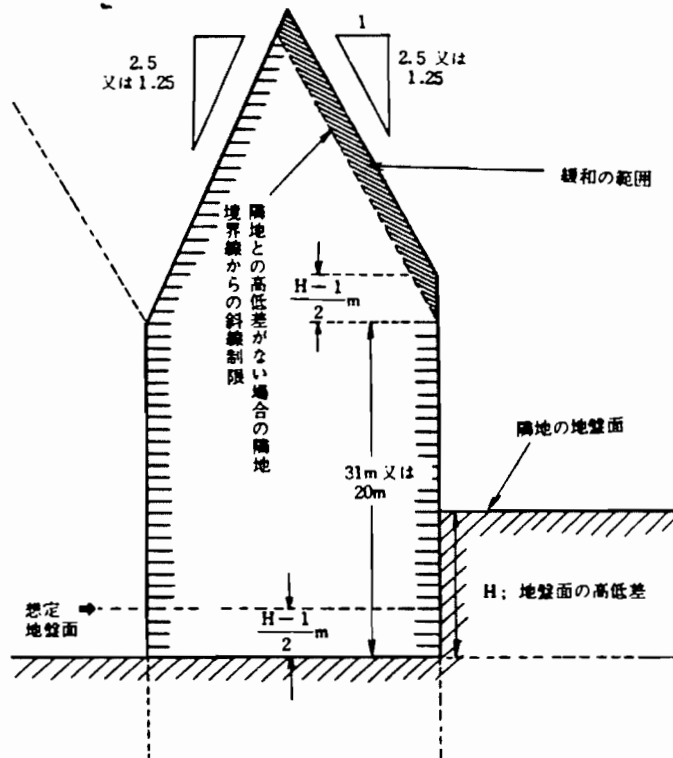 1
2.5
又は1.25
2.5 又は
1.25
緩和の範囲
隣地との高低差がない場合の隣地
境界線からの斜線制限
H−1
2
m
31m又は
20m
隣地の地盤面
H; 地盤面の高低差
想定
地盤面
H−1
2
m